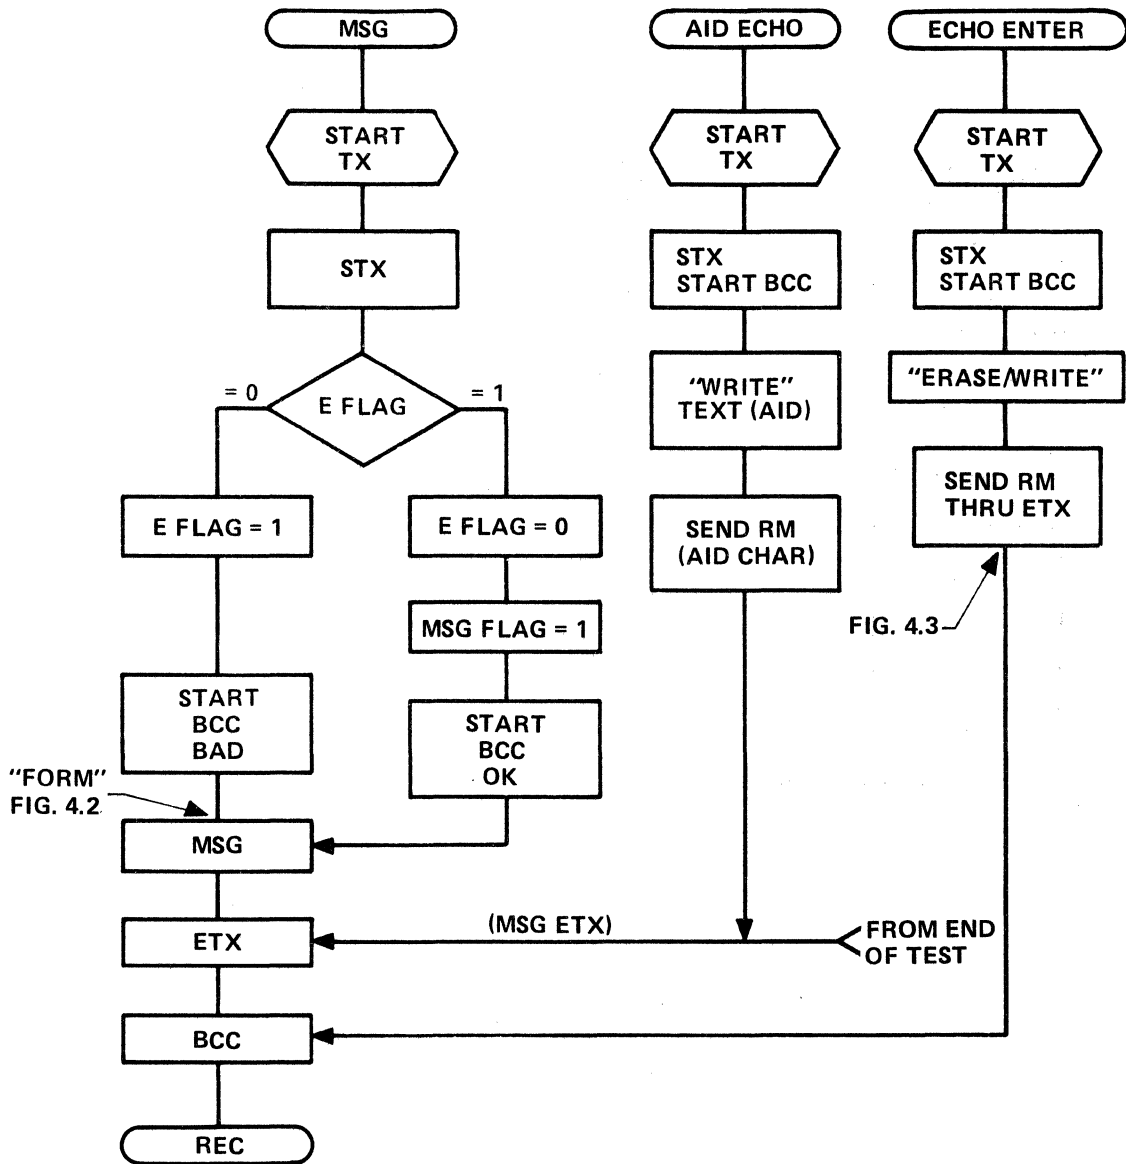 MSG
START
TX
STX
= 0
E FLAG
= 1
E FLAG = 1
E FLAG = 0
MSG FLAG = 1
START
BCC
BAD
START
BCC
OK
"FORM"
FIG. 4.2
MSG
ETX
(MSG ETX)
FROM END
OF TEST
BCC
REC
AID ECHO
START
TX
STX
START BCC
"WRITE"
TEXT (AID)
SEND RM
(AID CHAR)
ECHO ENTER
START
TX
STX
START BCC
"ERASE/WRITE"
SEND RM
THRU ETX
FIG. 4.3